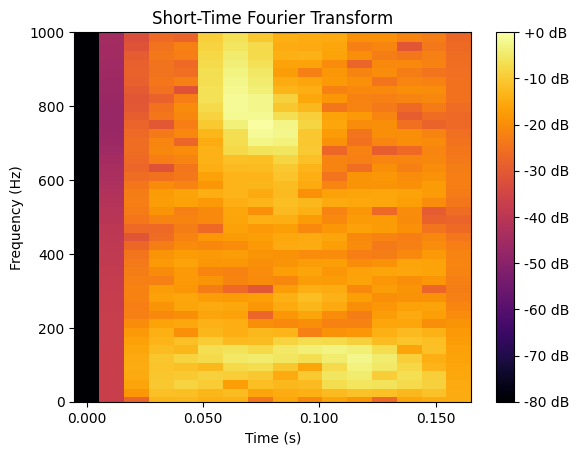 Short-Time Fourier Transform
Frequency (Hz)
1000
800
600
400
200
0
0.000
0.050
0.100
0.150
Time (s)
+0 dB
-10 dB
-20 dB
-30 dB
-40 dB
-50 dB
-60 dB
-70 dB
-80 dB